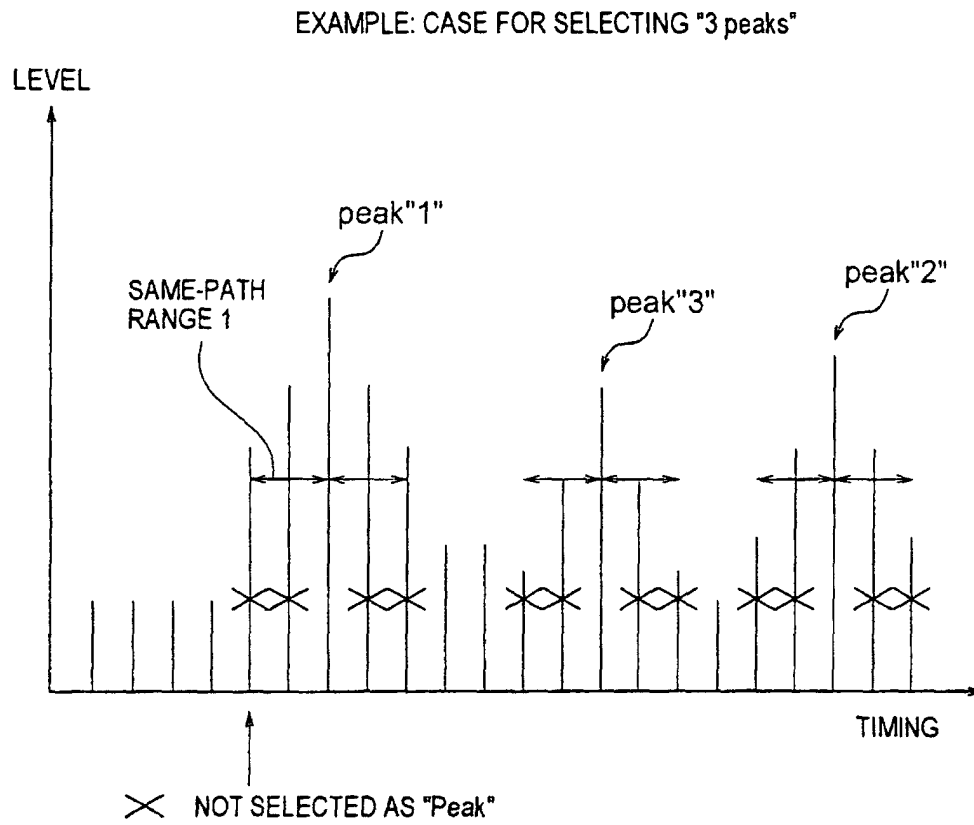 EXAMPLE: CASE FOR SELECTING "3 peaks"
LEVEL
peak"1"
SAME-PATH
RANGE 1
peak"3"
peak"2"
TIMING
NOT SELECTED AS "Peak"